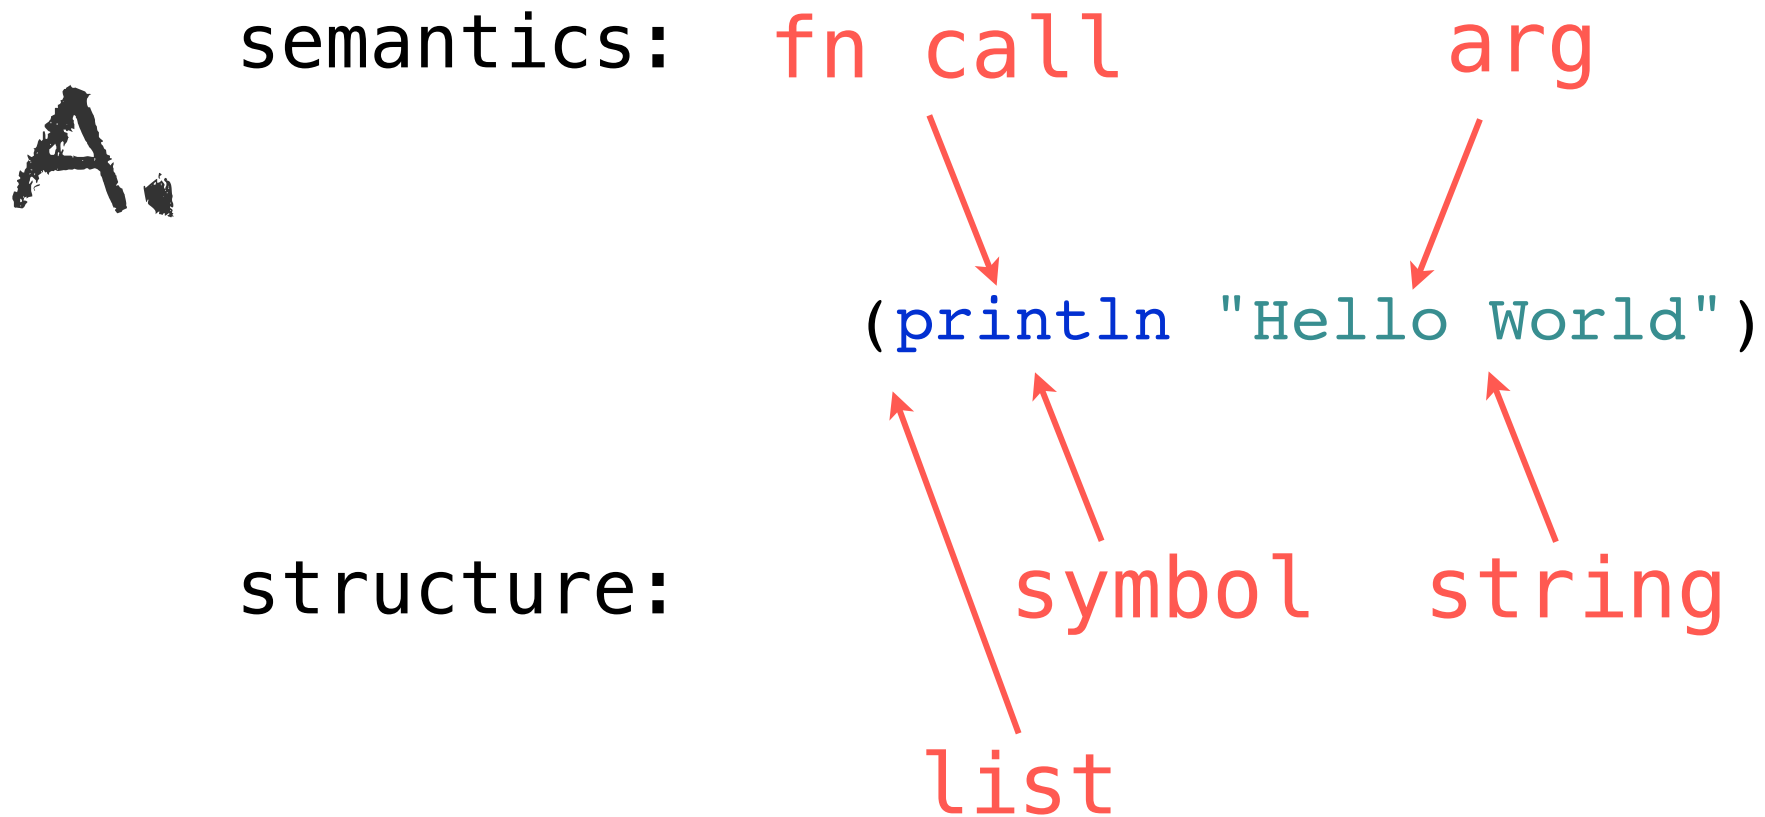 semantics: fn call arg
A.
(println "Hello World")
structure: symbol string
list